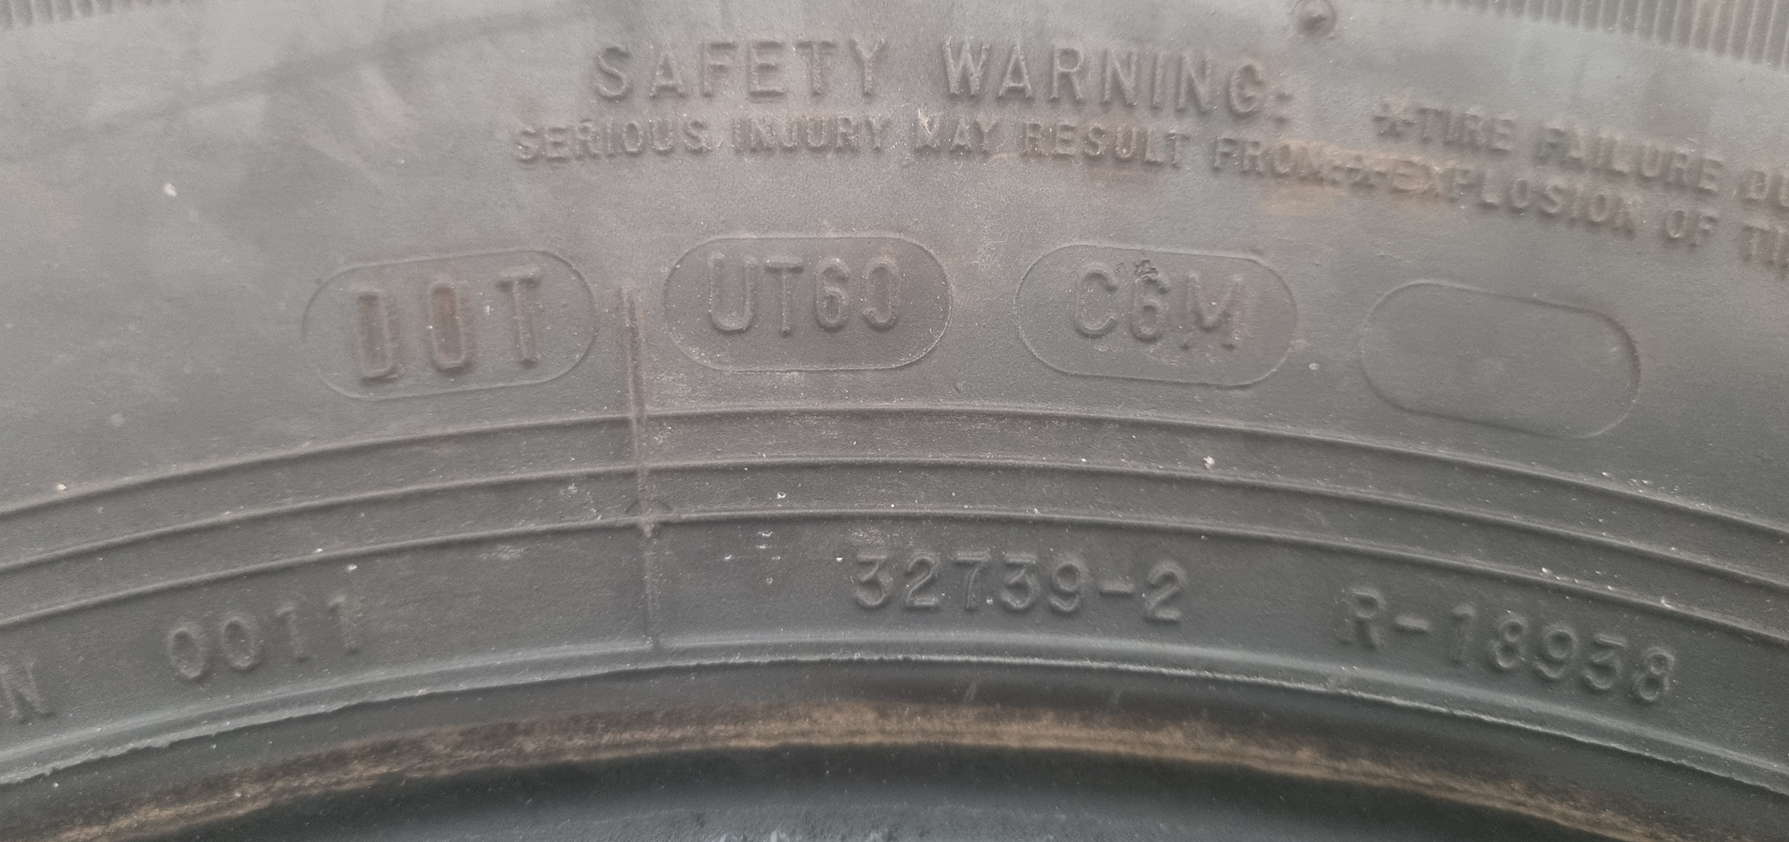 SAFETY WARNING:
SERIOUS INJURY MAY RESULT FROM:
*TIRE FAILURE
*EXPLOSION OF
DOT UT60 C6M
N 0011 32739-2 R-18938